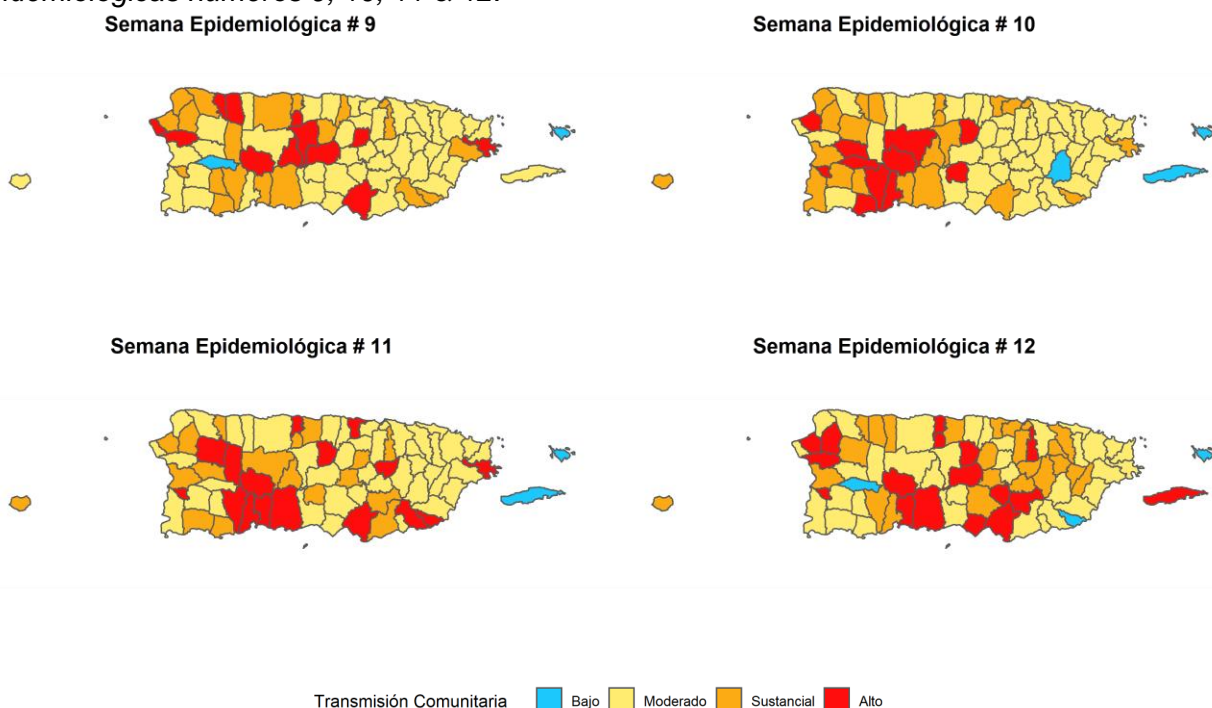 Semana Epidemiológica # 9
Semana Epidemiológica # 10
Semana Epidemiológica # 11
Semana Epidemiológica # 12
Transmisión Comunitaria Bajo Moderado Sustancial Alto